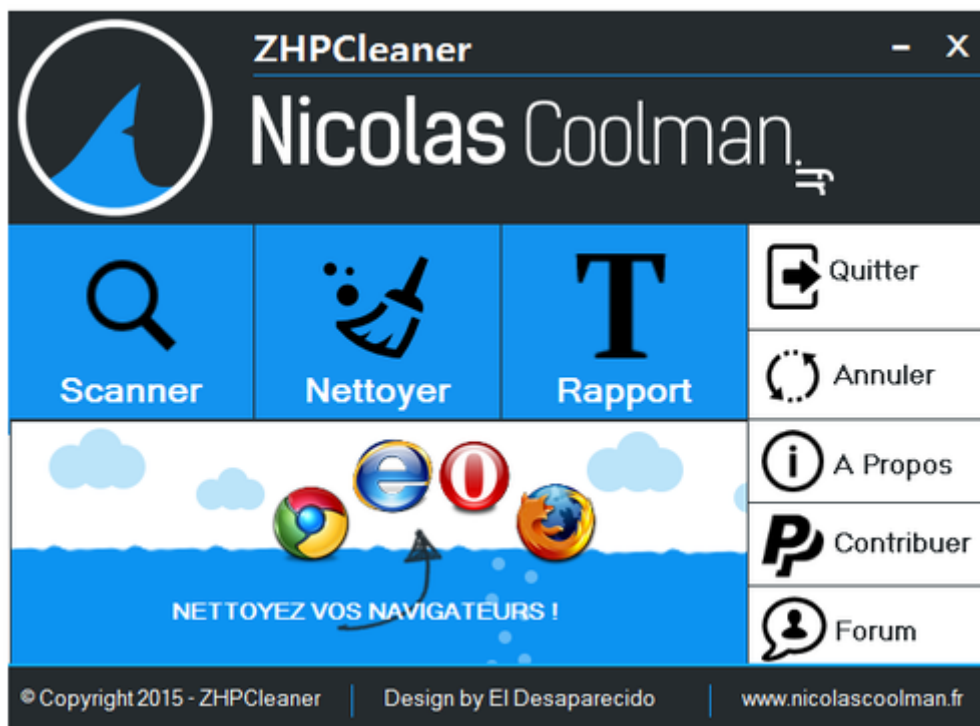 ZHPCleaner
Nicolas Coolman.fr
Scanner
Nettoyer
T
Rapport
Quitter
Annuler
A Propos
Contribuer
Forum
NETTOYEZ VOS NAVIGATEURS !
© Copyright 2015 - ZHPCleaner
Design by El Desaparecido
www.nicolascoolman.fr